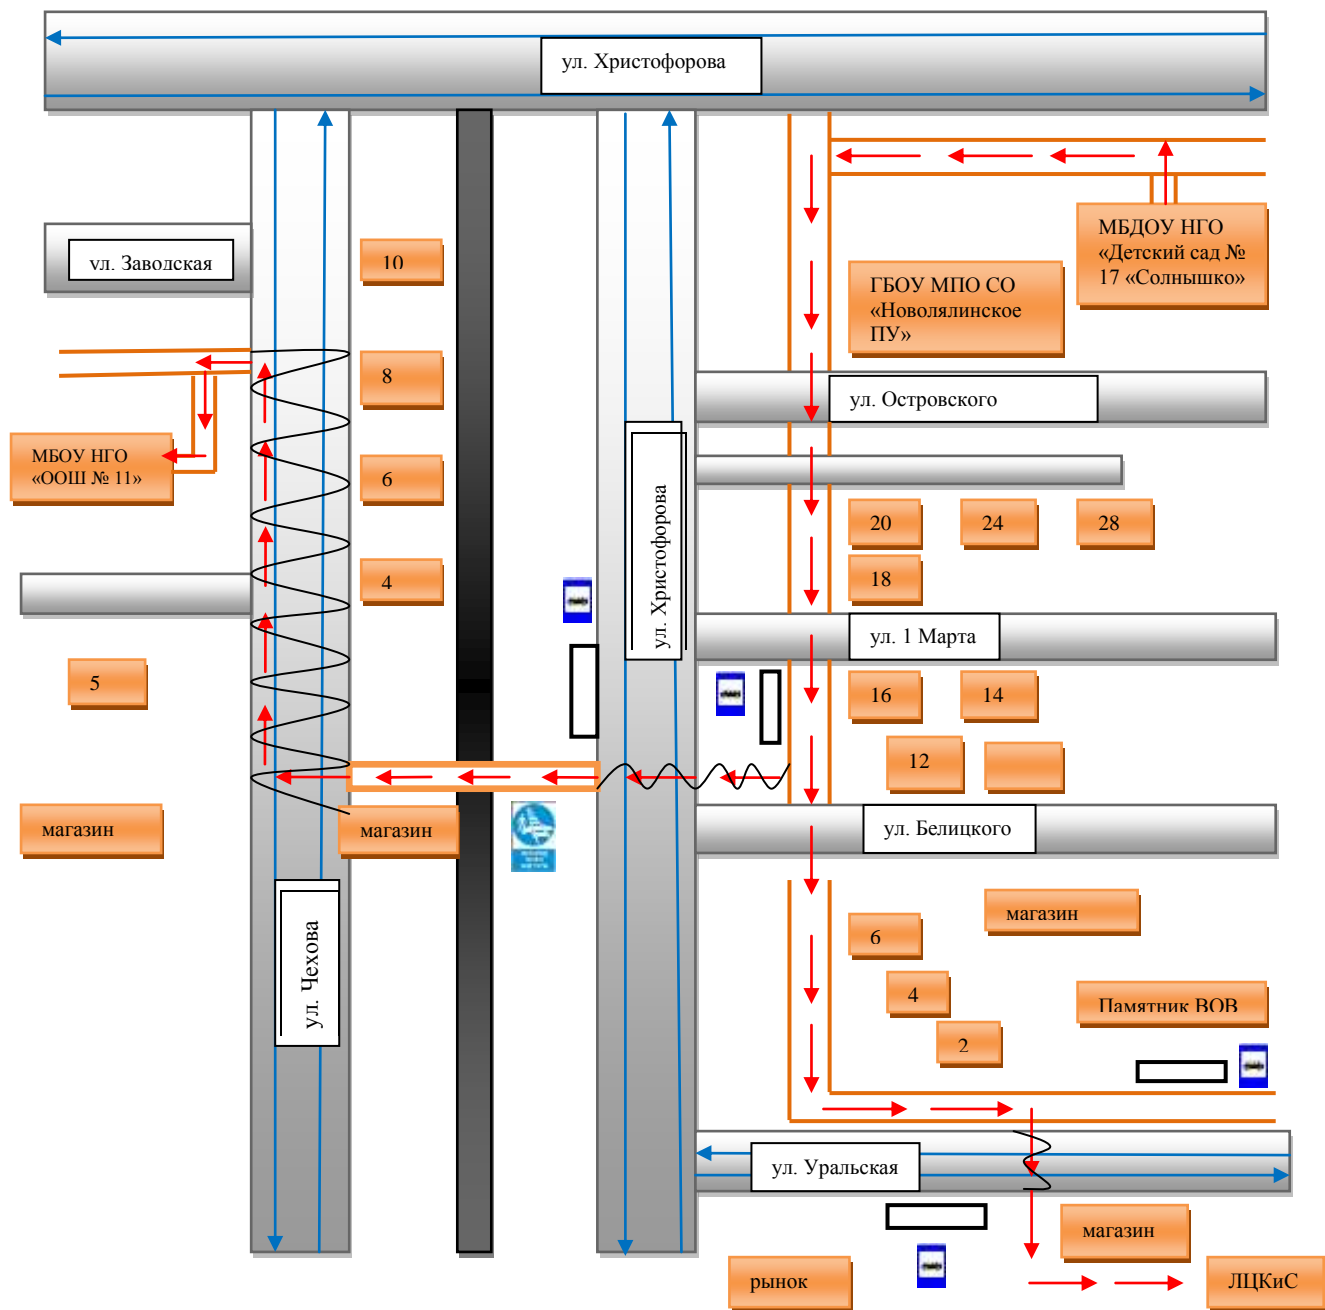 ул. Христофорова
МБДОУ НГО
«Детский сад №
17 «Солнышко»
ул. Заводская
10
ГБОУ МПО СО
«Новолялинское
ПУ»
8
ул. Островского
МБОУ НГО
«ООШ № 11»
6
20
24
28
18
4
ул. Христофорова
ул. 1 Марта
5
16
14
12
магазин
магазин
ул. Белицкого
ул. Чехова
магазин
6
4
Памятник ВОВ
2
ул. Уральская
магазин
рынок
ЛЦКиС